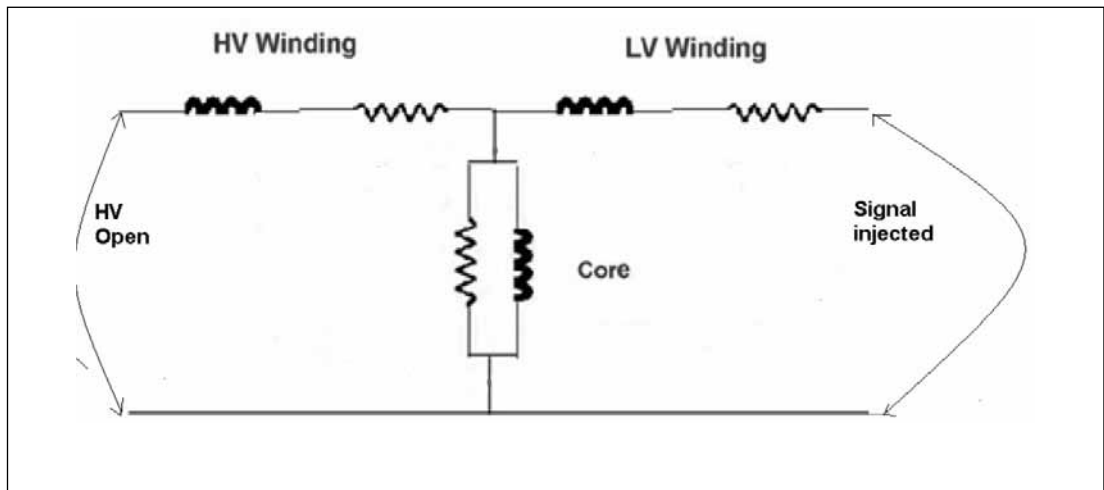 HV Winding
LV Winding
HV
Open
Signal
injected
Core